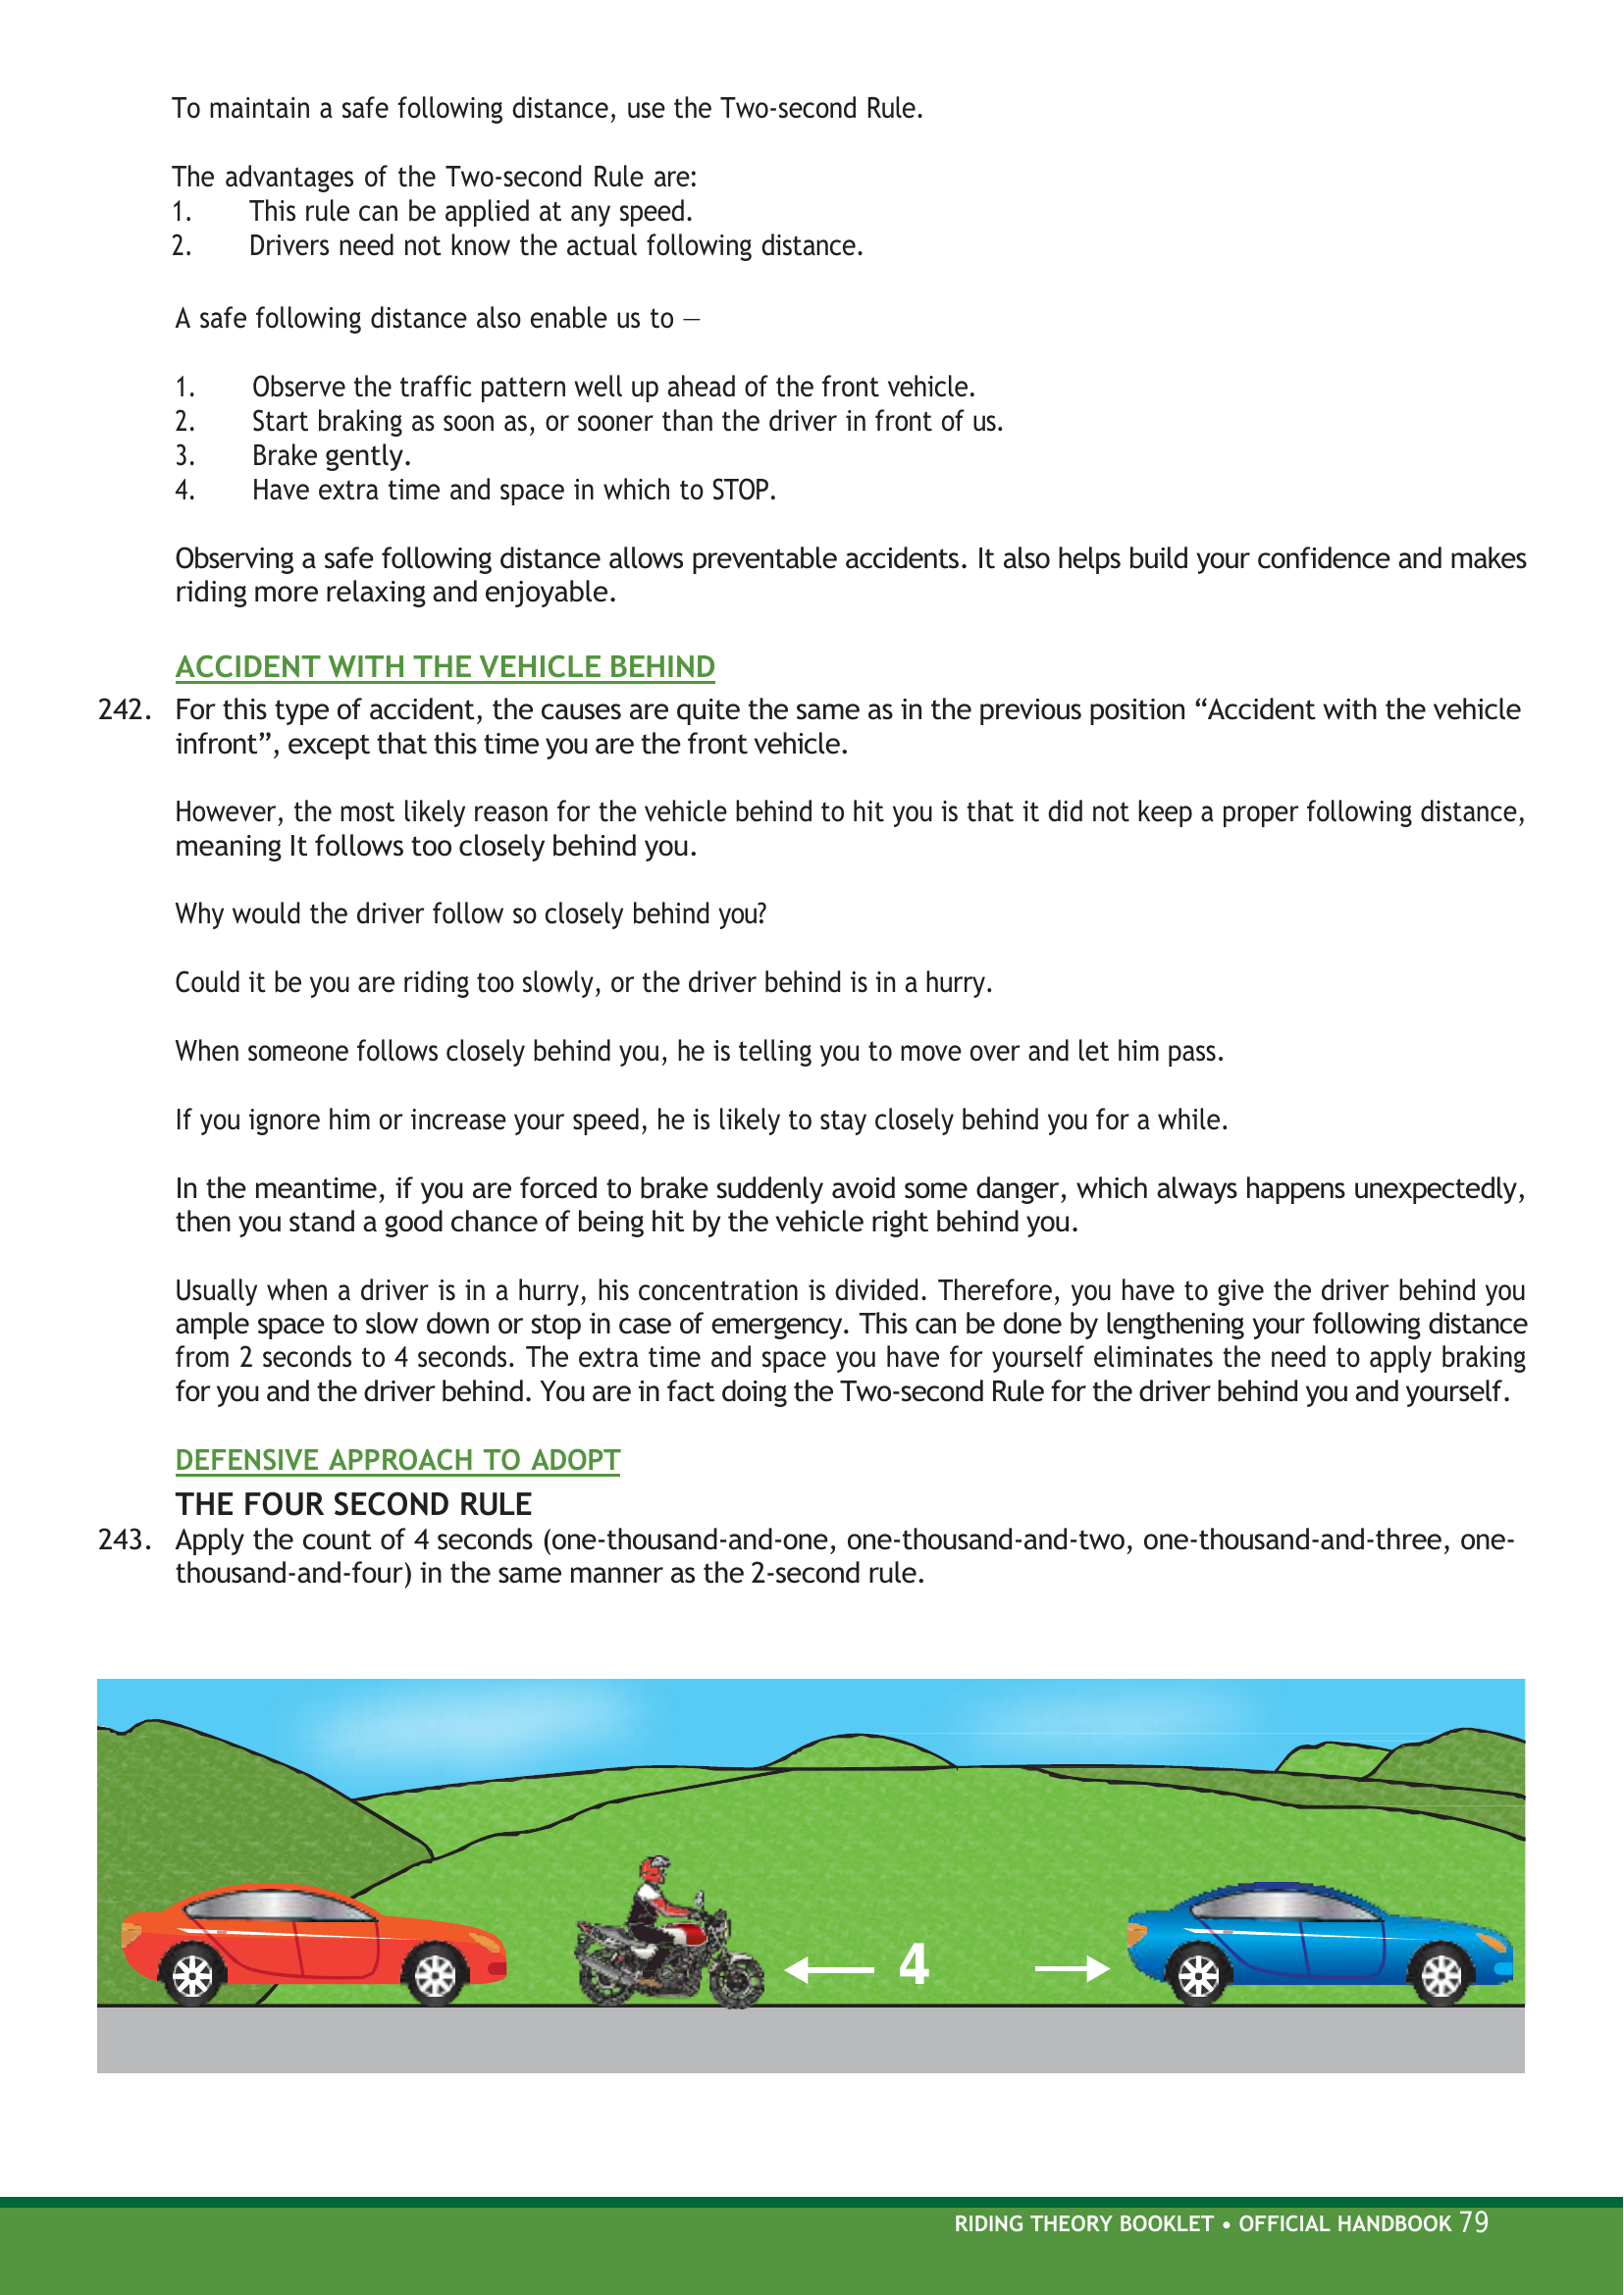 To maintain a safe following distance, use the Two-second Rule.
The advantages of the Two-second Rule are:
1. This rule can be applied at any speed.
2. Drivers need not know the actual following distance.
A safe following distance also enable us to —
1. Observe the traffic pattern well up ahead of the front vehicle.
2. Start braking as soon as, or sooner than the driver in front of us.
3. Brake gently.
4. Have extra time and space in which to STOP.
Observing a safe following distance allows preventable accidents. It also helps build your confidence and makes
riding more relaxing and enjoyable.
ACCIDENT WITH THE VEHICLE BEHIND
242. For this type of accident, the causes are quite the same as in the previous position “Accident with the vehicle
infront”, except that this time you are the front vehicle.
However, the most likely reason for the vehicle behind to hit you is that it did not keep a proper following distance,
meaning It follows too closely behind you.
Why would the driver follow so closely behind you?
Could it be you are riding too slowly, or the driver behind is in a hurry.
When someone follows closely behind you, he is telling you to move over and let him pass.
If you ignore him or increase your speed, he is likely to stay closely behind you for a while.
In the meantime, if you are forced to brake suddenly avoid some danger, which always happens unexpectedly,
then you stand a good chance of being hit by the vehicle right behind you.
Usually when a driver is in a hurry, his concentration is divided. Therefore, you have to give the driver behind you
ample space to slow down or stop in case of emergency. This can be done by lengthening your following distance
from 2 seconds to 4 seconds. The extra time and space you have for yourself eliminates the need to apply braking
for you and the driver behind. You are in fact doing the Two-second Rule for the driver behind you and yourself.
DEFENSIVE APPROACH TO ADOPT
THE FOUR SECOND RULE
243. Apply the count of 4 seconds (one-thousand-and-one, one-thousand-and-two, one-thousand-and-three, one-
thousand-and-four) in the same manner as the 2-second rule.
4
RIDING THEORY BOOKLET • OFFICIAL HANDBOOK 79